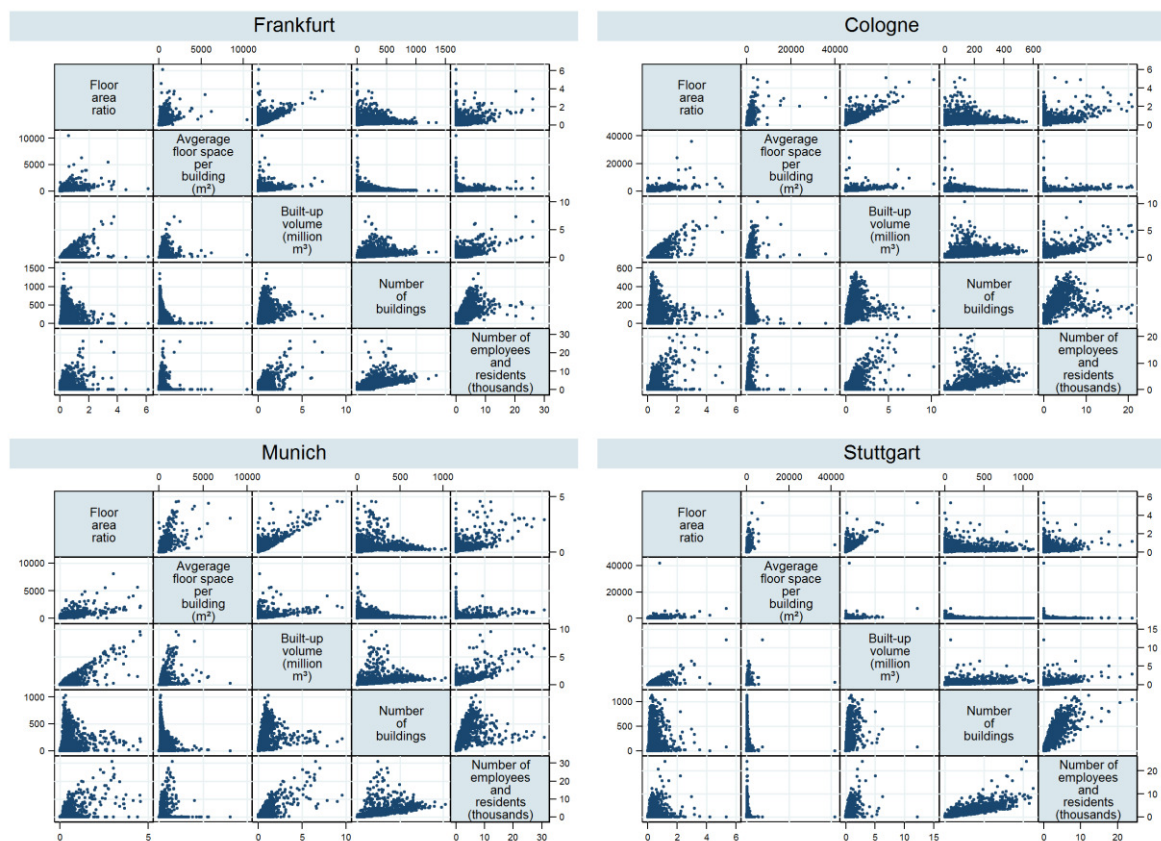 Frankfurt
0 5000 10000 0 500 1000 1500
Floor
area
ratio
6
4
2
0
10000
5000
0
Avgerage
floor space
per
building
(m²)
Built-up
volume
(million
m³)
10
5
0
1500
1000
500
0
Number
of
buildings
Number of
employees
and
residents
(thousands)
30
20
10
0
0 2 4 6 0 5 10 0 10 20 30
Cologne
0 20000 40000 0 200 400 600
Floor
area
ratio
6
4
2
0
40000
20000
0
Avgerage
floor space
per
building
(m²)
Built-up
volume
(million
m³)
10
5
0
600
400
200
0
Number
of
buildings
Number of
employees
and
residents
(thousands)
20
10
0
0 2 4 6 0 5 10 0 10 20
Munich
0 5000 10000 0 500 1000
Floor
area
ratio
5
0
10000
5000
0
Avgerage
floor space
per
building
(m²)
Built-up
volume
(million
m³)
10
5
0
1000
500
0
Number
of
buildings
Number of
employees
and
residents
(thousands)
30
20
10
0
0 5 0 5 10 0 10 20 30
Stuttgart
0 20000 40000 0 500 1000
Floor
area
ratio
6
4
2
0
40000
20000
0
Avgerage
floor space
per
building
(m²)
Built-up
volume
(million
m³)
15
10
5
0
1000
500
0
Number
of
buildings
Number of
employees
and
residents
(thousands)
20
10
0
0 2 4 6 0 5 10 15 0 10 20